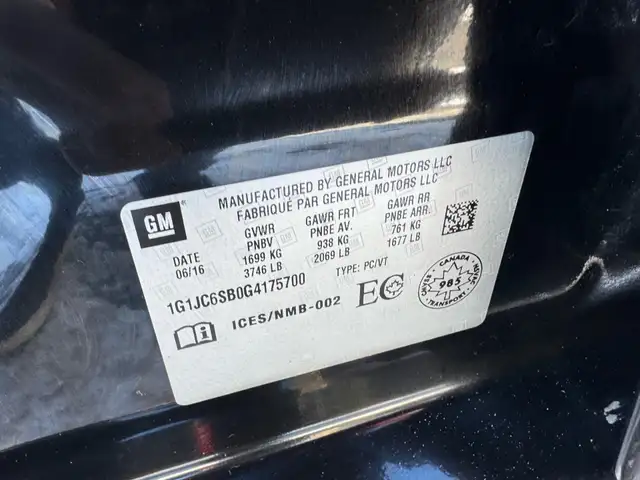 GM
MANUFACTURED BY GENERAL MOTORS LLC
FABRIQUÉ PAR GENERAL MOTORS LLC
DATE
06/16
GVWR
PNBV
1699 KG
3746 LB
GAWR FRT
PNBE AV.
938 KG
2069 LB
GAWR RR
PNBE ARR.
761 KG
1677 LB
TYPE: PC/VT
1G1JC6SB0G4175700
ICES/NMB-002
EC
CANADA
985
TRANSPORT